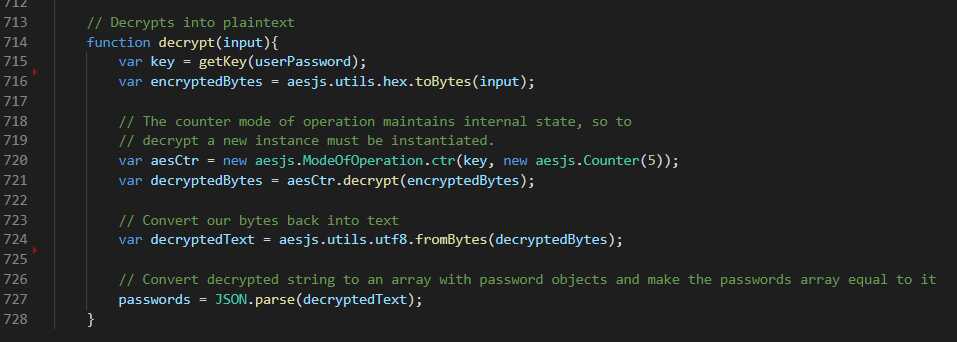 712
713 // Decrypts into plaintext
714 function decrypt(input){
715 var key = getKey(userPassword);
716 var encryptedBytes = aesjs.utils.hex.toBytes(input);
717
718 // The counter mode of operation maintains internal state, so to
719 // decrypt a new instance must be instantiated.
720 var aesCtr = new aesjs.ModeOfOperation.ctr(key, new aesjs.Counter(5));
721 var decryptedBytes = aesCtr.decrypt(encryptedBytes);
722
723 // Convert our bytes back into text
724 var decryptedText = aesjs.utils.utf8.fromBytes(decryptedBytes);
725
726 // Convert decrypted string to an array with password objects and make the passwords array equal to it
727 passwords = JSON.parse(decryptedText);
728 }